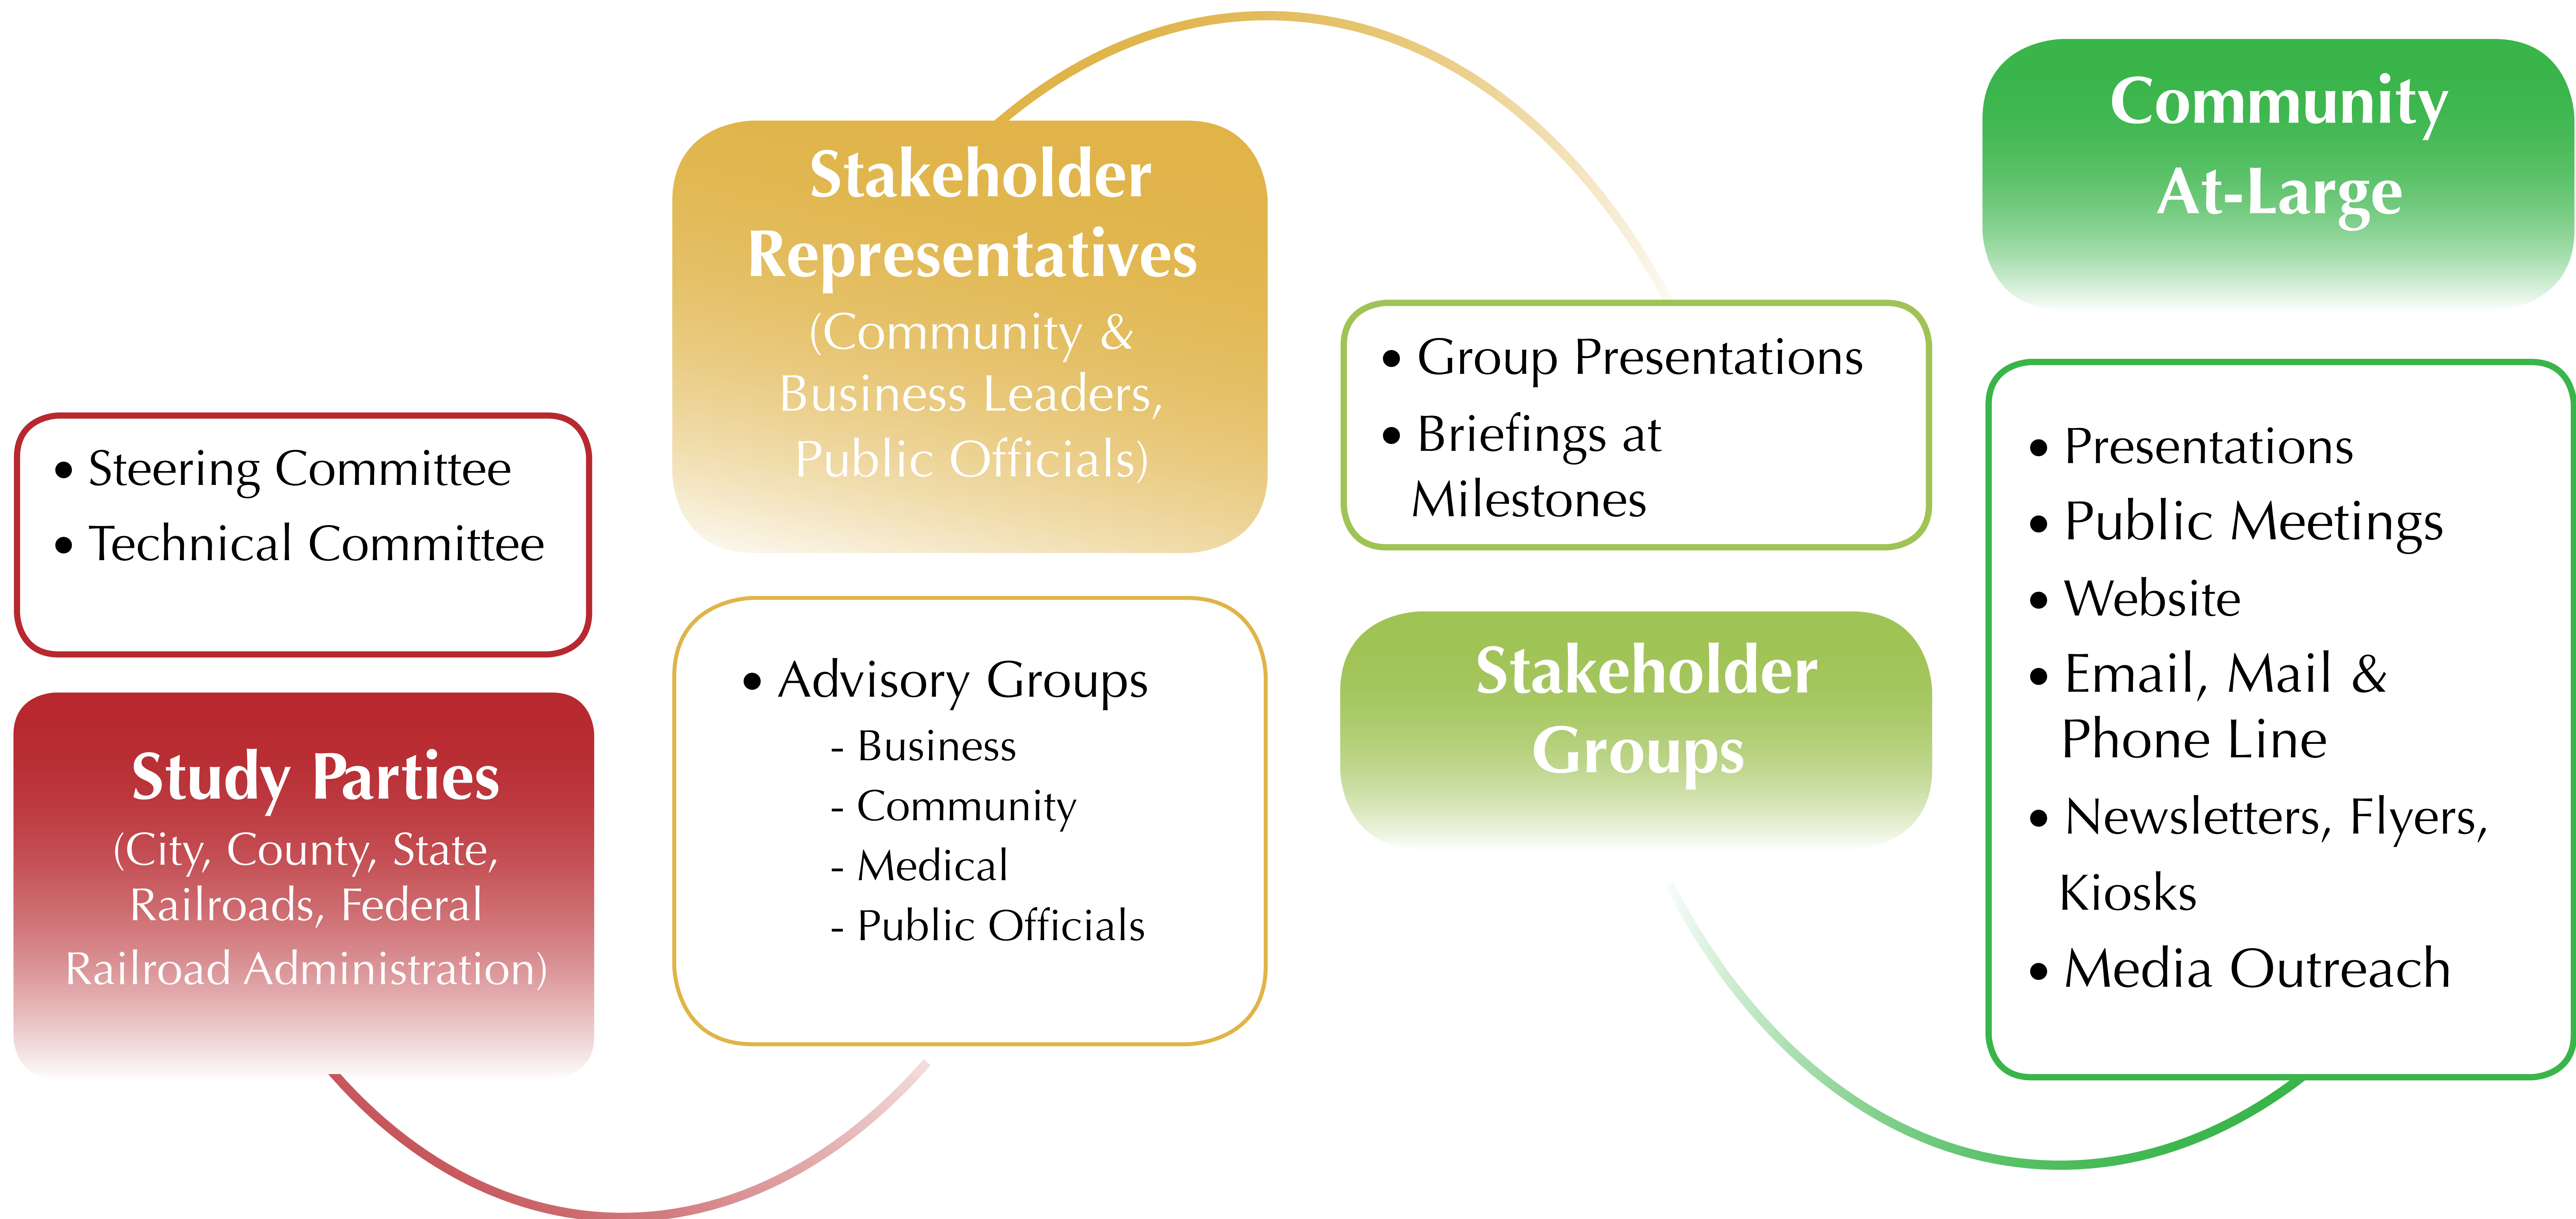 • Steering Committee
• Technical Committee
Study Parties
(City, County, State,
Railroads, Federal
Railroad Administration)
Stakeholder
Representatives
(Community &
Business Leaders,
Public Officials)
• Advisory Groups
- Business
- Community
- Medical
- Public Officials
• Group Presentations
• Briefings at
Milestones
Stakeholder
Groups
Community
At-Large
• Presentations
• Public Meetings
• Website
• Email, Mail &
Phone Line
• Newsletters, Flyers,
Kiosks
• Media Outreach